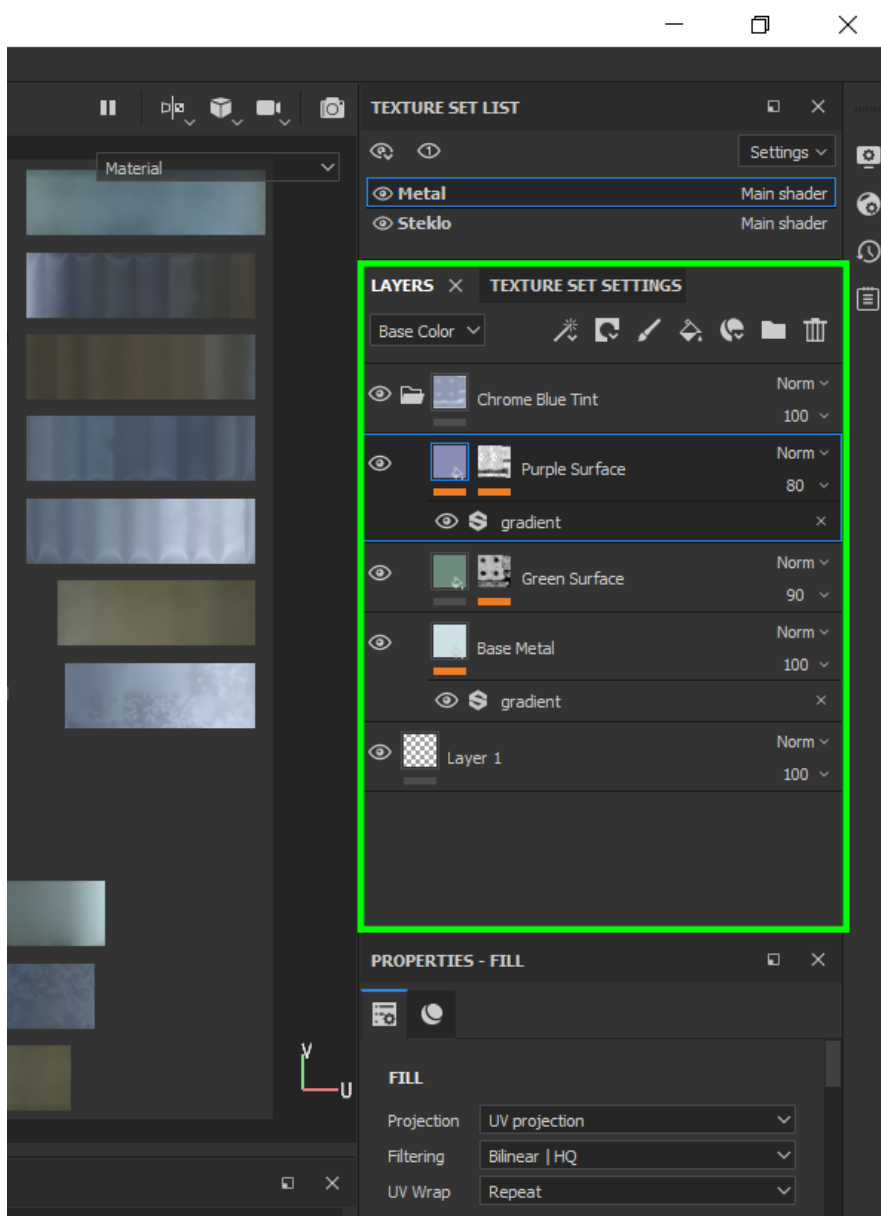 Material
TEXTURE SET LIST
Settings
Metal Main shader
Steklo Main shader
LAYERS TEXTURE SET SETTINGS
Base Color
Chrome Blue Tint Norm
100
Purple Surface Norm
80
gradient
Green Surface Norm
90
Base Metal Norm
100
gradient
Layer 1 Norm
100
PROPERTIES - FILL
FILL
V
U
Projection UV projection
Filtering Bilinear | HQ
UV Wrap Repeat